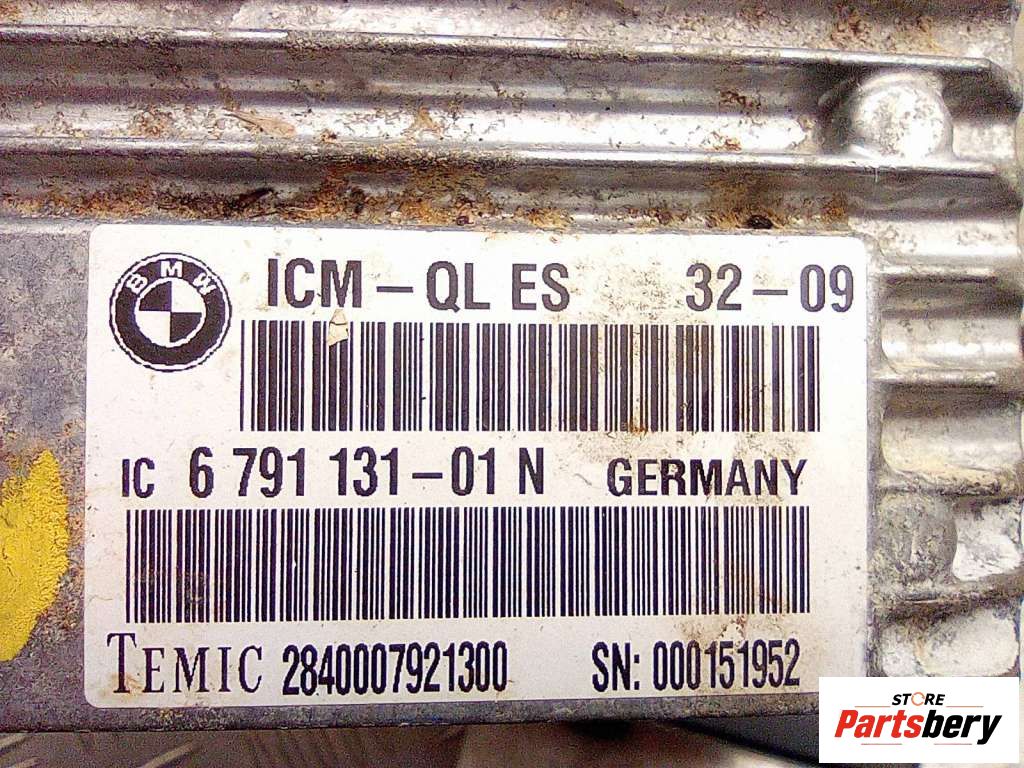 BMW
ICM – QL ES 32 – 09
IC 6 791 131 – 01 N GERMANY
TEMIC 2840007921300 SN: 000151952
STORE
Partsbery